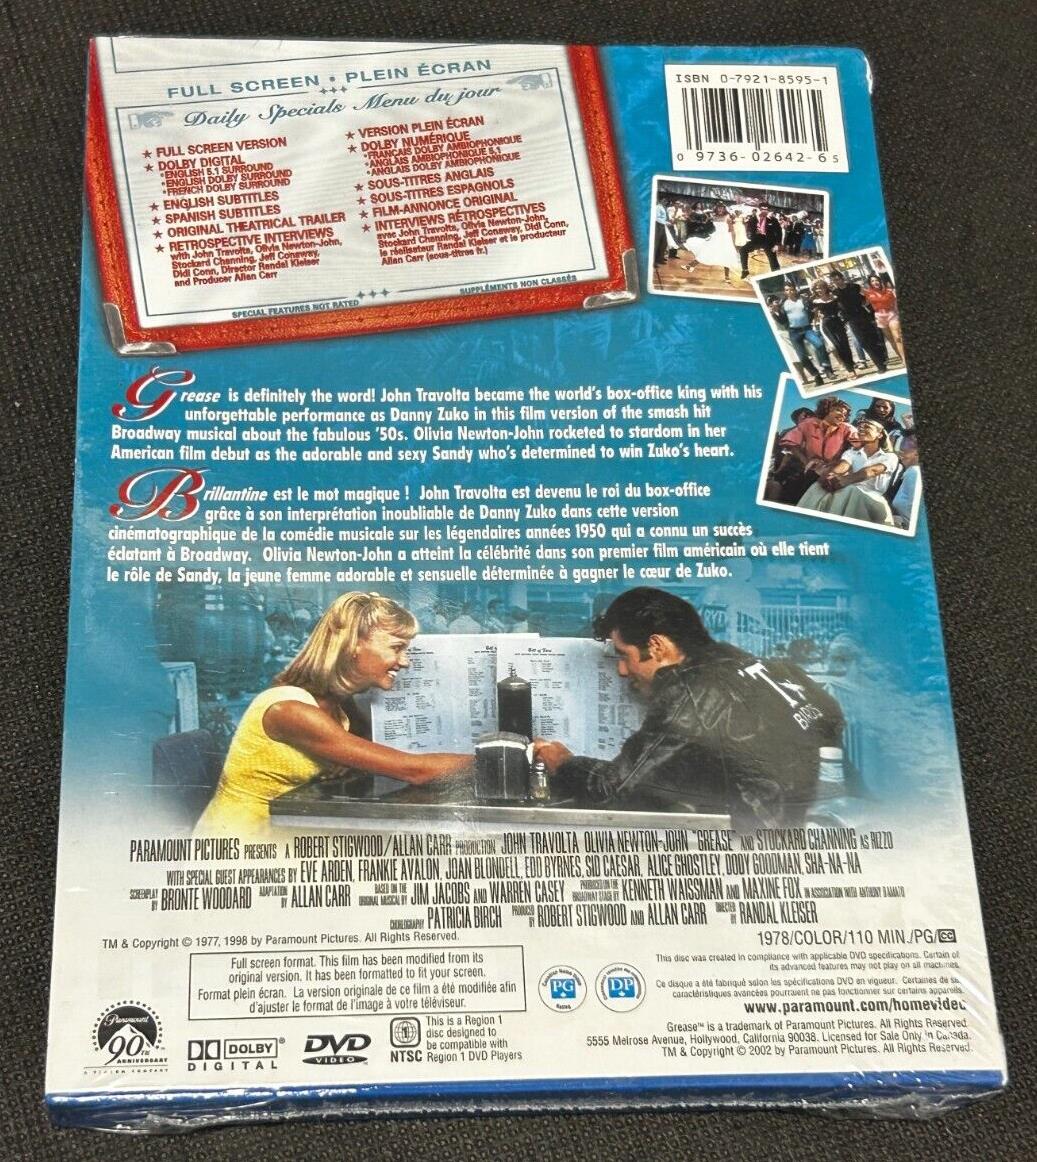 FULL SCREEN • PLEIN ÉCRAN
Daily Specials Menu du jour
★ FULL SCREEN VERSION
★ DOLBY DIGITAL
•ENGLISH 5.1 SURROUND
•ENGLISH DOLBY SURROUND
•FRENCH DOLBY SURROUND
★ ENGLISH SUBTITLES
★ SPANISH SUBTITLES
★ ORIGINAL THEATRICAL TRAILER
★ RETROSPECTIVE INTERVIEWS
with John Travolta, Olivia Newton-John,
Stockard Channing, Jeff Conaway,
Didi Conn, Director Randal Kleiser
and Producer Allan Carr
★ VERSION PLEIN ÉCRAN
★ DOLBY NUMÉRIQUE
•FRANÇAIS DOLBY AMBIOPHONIQUE
•ANGLAIS AMBIOPHONIQUE 5.1
•ANGLAIS DOLBY AMBIOPHONIQUE
★ SOUS-TITRES ANGLAIS
★ SOUS-TITRES ESPAGNOLS
★ FILM-ANNONCE ORIGINAL
★ INTERVIEWS RÉTROSPECTIVES
avec John Travolta, Olivia Newton-John,
Stockard Channing, Jeff Conaway, Didi Conn,
le réalisateur Randal Kleiser et le producteur
Allan Carr (sous-titres fr.)
SPECIAL FEATURES NOT RATED
SUPPLÉMENTS NON CLASSÉS
ISBN 0-7921-8595-1
0 9736-02642-6 5
Grease is definitely the word! John Travolta became the world's box-office king with his
unforgettable performance as Danny Zuko in this film version of the smash hit
Broadway musical about the fabulous '50s. Olivia Newton-John rocketed to stardom in her
American film debut as the adorable and sexy Sandy who's determined to win Zuko's heart.
Brillantine est le mot magique ! John Travolta est devenu le roi du box-office
grâce à son interprétation inoubliable de Danny Zuko dans cette version
cinématographique de la comédie musicale sur les légendaires années 1950 qui a connu un succès
éclatant à Broadway. Olivia Newton-John a atteint la célébrité dans son premier film américain où elle tient
le rôle de Sandy, la jeune femme adorable et sensuelle déterminée à gagner le cœur de Zuko.
T-
BIRDS
PARAMOUNT PICTURES PRESENTS A ROBERT STIGWOOD/ALLAN CARR PRODUCTION JOHN TRAVOLTA OLIVIA NEWTON-JOHN "GREASE" AND STOCKARD CHANNING AS RIZZO
WITH SPECIAL GUEST APPEARANCES BY EVE ARDEN, FRANKIE AVALON, JOAN BLONDELL, EDD BYRNES, SID CAESAR, ALICE GHOSTLEY, DODY GOODMAN, SHA-NA-NA
SCREENPLAY BY BRONTE WOODARD ADAPTATION BY ALLAN CARR BASED ON THE ORIGINAL MUSICAL BY JIM JACOBS AND WARREN CASEY PRODUCED ON THE BROADWAY STAGE BY KENNETH WAISSMAN AND MAXINE FOX IN ASSOCIATION WITH ANTHONY D'AMATO
CHOREOGRAPHY PATRICIA BIRCH PRODUCED BY ROBERT STIGWOOD AND ALLAN CARR DIRECTED BY RANDAL KLEISER
TM & Copyright © 1977, 1998 by Paramount Pictures. All Rights Reserved.
1978/COLOR/110 MIN./PG/CC
Full screen format. This film has been modified from its
original version. It has been formatted to fit your screen.
Format plein écran. La version originale de ce film a été modifiée afin
d'ajuster le format de l'image à votre téléviseur.
PG
Rated
DP
This disc was created in compliance with applicable DVD specifications. Certain of
its advanced features may not play on all machines.
Ce disque a été fabriqué selon les spécifications DVD en vigueur. Certaines de ses
caractéristiques avancées pourraient ne pas fonctionner sur certains appareils.
www.paramount.com/homevideo
Grease™ is a trademark of Paramount Pictures. All Rights Reserved.
5555 Melrose Avenue, Hollywood, California 90038. Licensed for Sale Only in Canada.
TM & Copyright © 2002 by Paramount Pictures. All Rights Reserved.
Paramount
90TH
ANNIVERSARY
DOLBY
DIGITAL
DVD
VIDEO
1
NTSC
This is a Region 1
disc designed to
be compatible with
Region 1 DVD Players